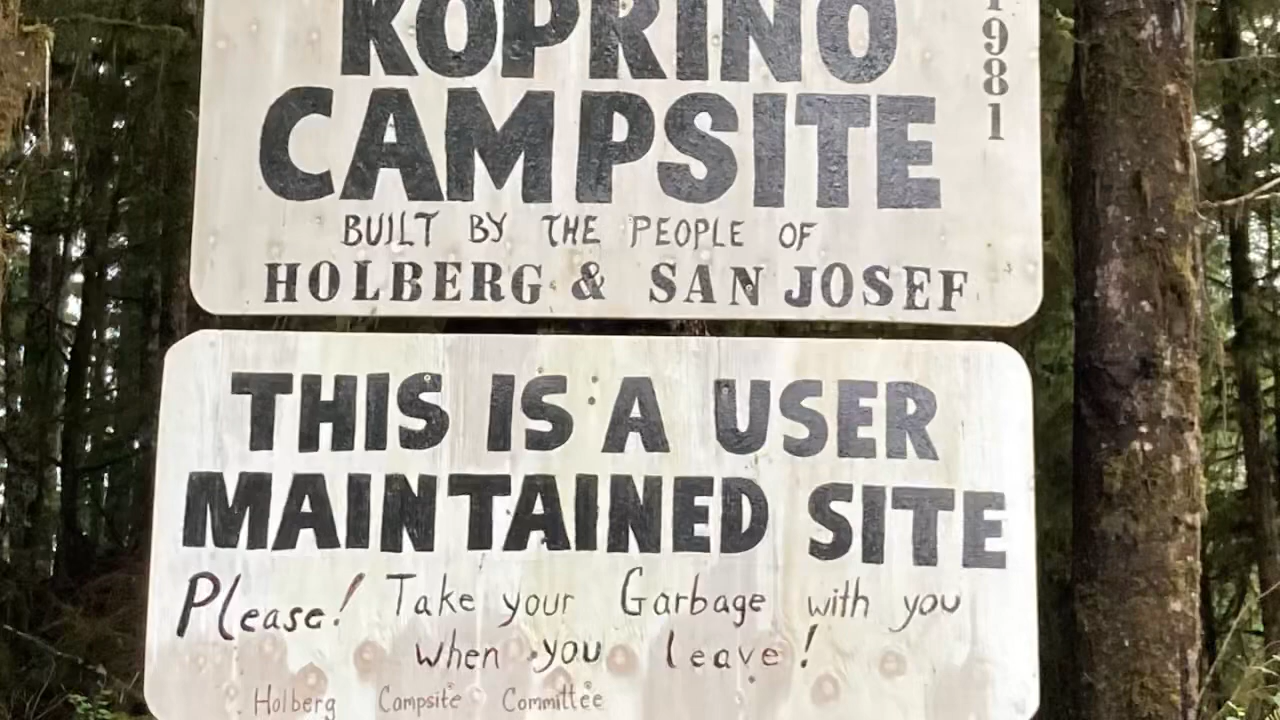 KOPRINO
1981
CAMPSITE
BUILT BY THE PEOPLE OF
HOLBERG & SAN JOSEF
THIS IS A USER
MAINTAINED SITE
Please! Take your Garbage with you
when you leave!
Holberg Campsite Committee